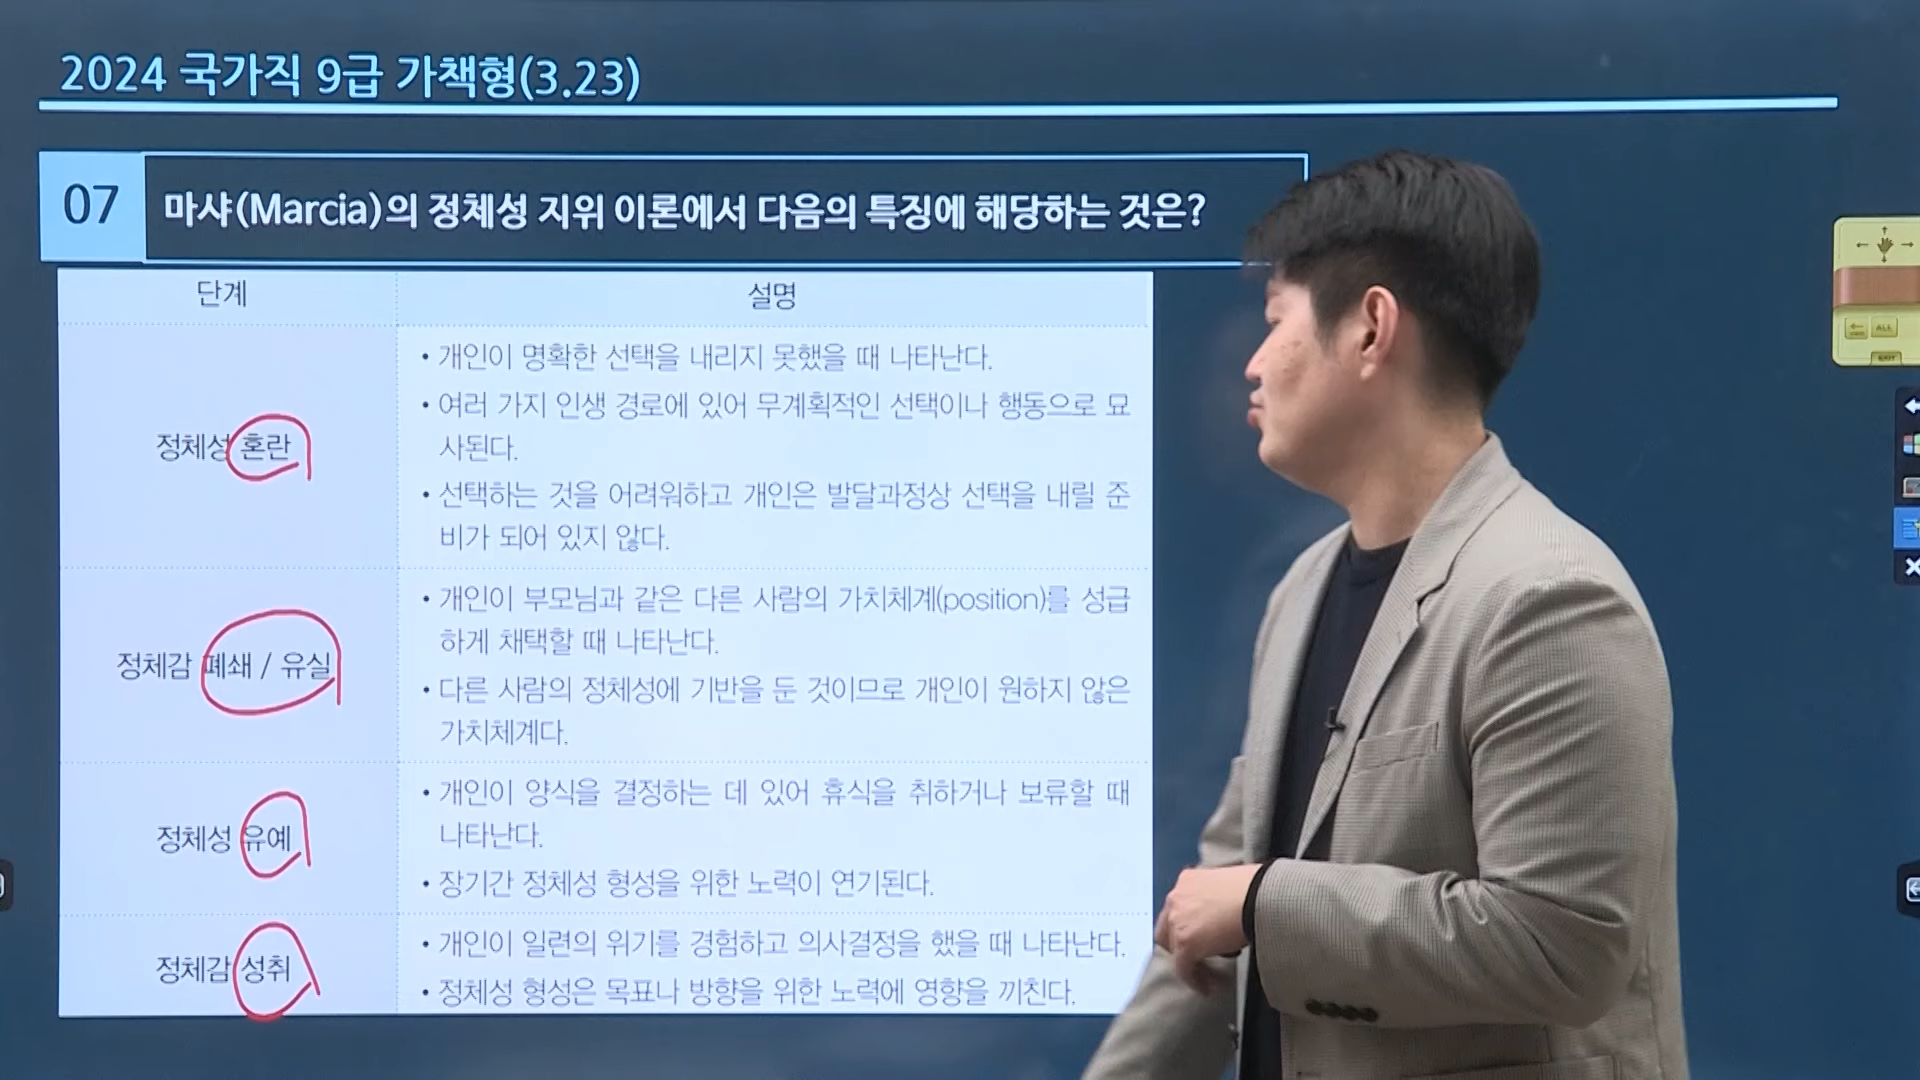 2024 국가직 9급 가책형(3.23)
07
마샤(Marcia)의 정체성 지위 이론에서 다음의 특징에 해당하는 것은?
단계
설명
정체성 혼란
• 개인이 명확한 선택을 내리지 못했을 때 나타난다.
• 여러 가지 인생 경로에 있어 무계획적인 선택이나 행동으로 묘
사된다.
• 선택하는 것을 어려워하고 개인은 발달과정상 선택을 내릴 준
비가 되어 있지 않다.
정체감 폐쇄 / 유실
• 개인이 부모님과 같은 다른 사람의 가치체계(position)를 성급
하게 채택할 때 나타난다.
• 다른 사람의 정체성에 기반을 둔 것이므로 개인이 원하지 않은
가치체계다.
정체성 유예
• 개인이 양식을 결정하는 데 있어 휴식을 취하거나 보류할 때
나타난다.
• 장기간 정체성 형성을 위한 노력이 연기된다.
정체감 성취
• 개인이 일련의 위기를 경험하고 의사결정을 했을 때 나타난다.
• 정체성 형성은 목표나 방향을 위한 노력에 영향을 끼친다.
ALL